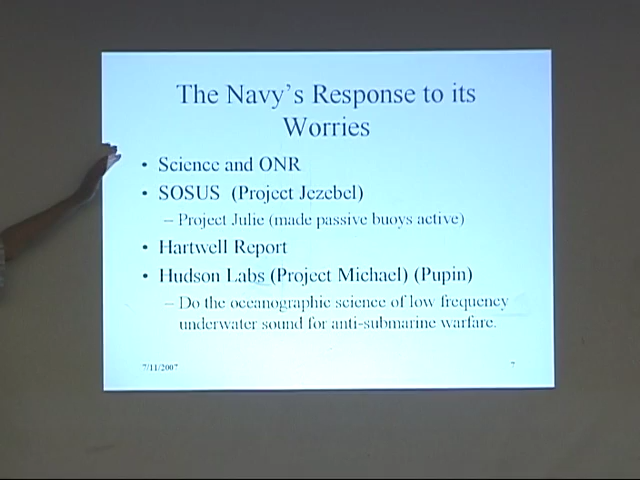 The Navy's Response to its
Worries
• Science and ONR
• SOSUS (Project Jezebel)
– Project Julie (made passive buoys active)
• Hartwell Report
• Hudson Labs (Project Michael) (Pupin)
– Do the oceanographic science of low frequency
underwater sound for anti-submarine warfare.
7/11/2007
7